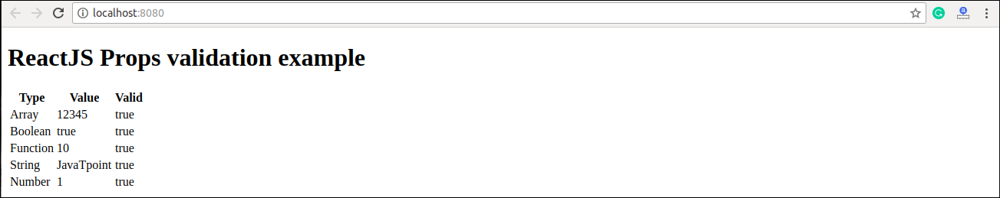 localhost:8080
ReactJS Props validation example
Type Value Valid
Array 12345 true
Boolean true true
Function 10 true
String JavaTpoint true
Number 1 true